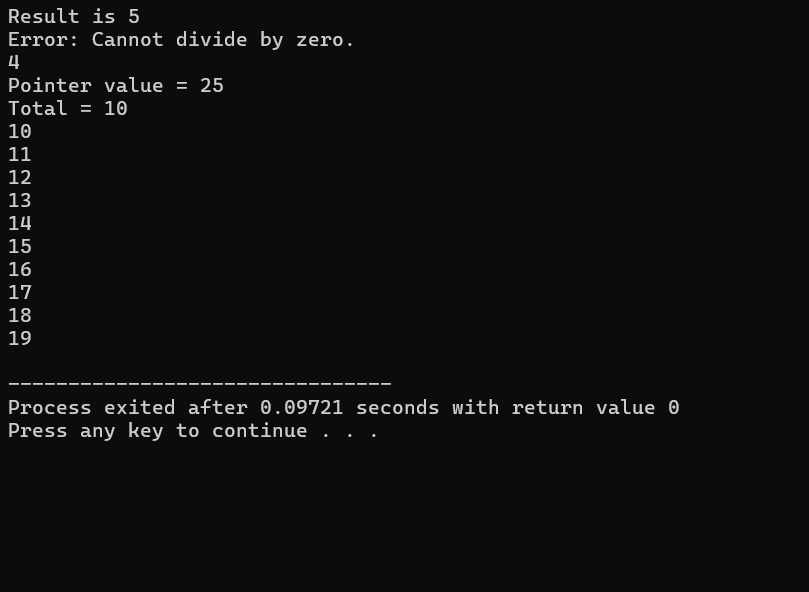 Result is 5
Error: Cannot divide by zero.
4
Pointer value = 25
Total = 10
10
11
12
13
14
15
16
17
18
19
--------------------------------
Process exited after 0.09721 seconds with return value 0
Press any key to continue . . .